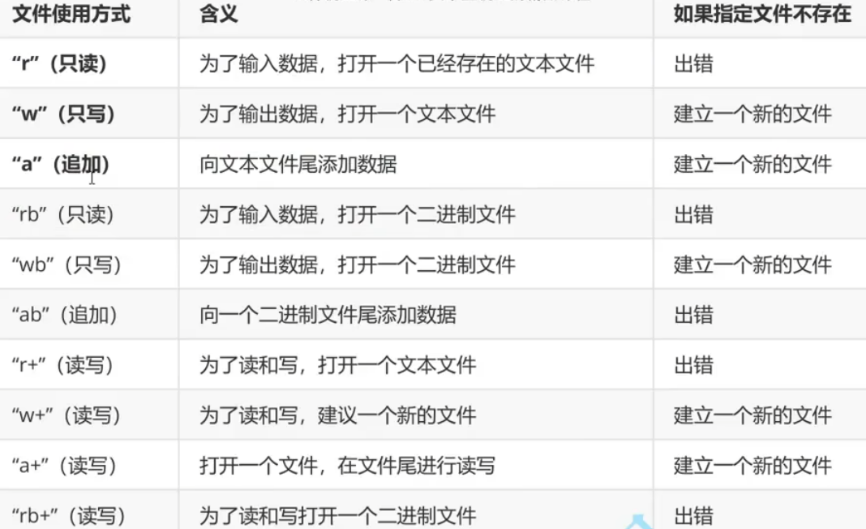 文件使用方式 含义 如果指定文件不存在
“r”（只读） 为了输入数据，打开一个已经存在的文本文件 出错
“w”（只写） 为了输出数据，打开一个文本文件 建立一个新的文件
“a”（追加） 向文本文件尾添加数据 建立一个新的文件
“rb”（只读） 为了输入数据，打开一个二进制文件 出错
“wb”（只写） 为了输出数据，打开一个二进制文件 建立一个新的文件
“ab”（追加） 向一个二进制文件尾添加数据 出错
“r+”（读写） 为了读和写，打开一个文本文件 出错
“w+”（读写） 为了读和写，建议一个新的文件 建立一个新的文件
“a+”（读写） 打开一个文件，在文件尾进行读写 建立一个新的文件
“rb+”（读写） 为了读和写打开一个二进制文件 出错